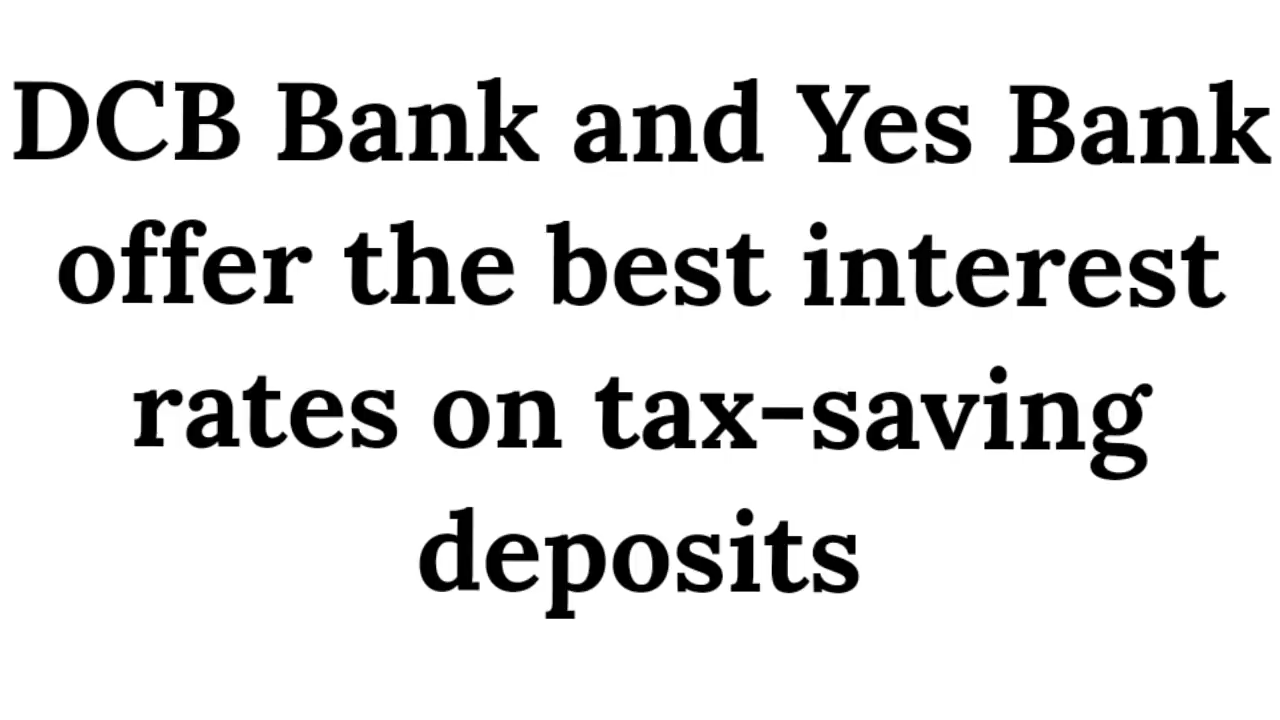 DCB Bank and Yes Bank
offer the best interest
rates on tax-saving
deposits